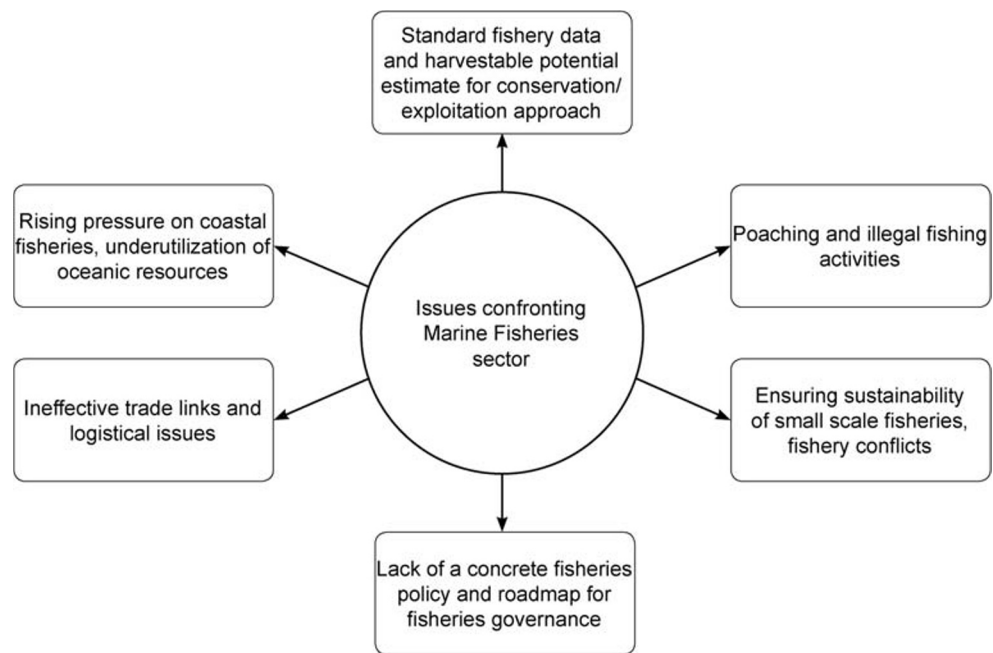 Standard fishery data
and harvestable potential
estimate for conservation/
exploitation approach
Rising pressure on coastal
fisheries, underutilization of
oceanic resources
Poaching and illegal fishing
activities
Issues confronting
Marine Fisheries
sector
Ineffective trade links and
logistical issues
Ensuring sustainability
of small scale fisheries,
fishery conflicts
Lack of a concrete fisheries
policy and roadmap for
fisheries governance